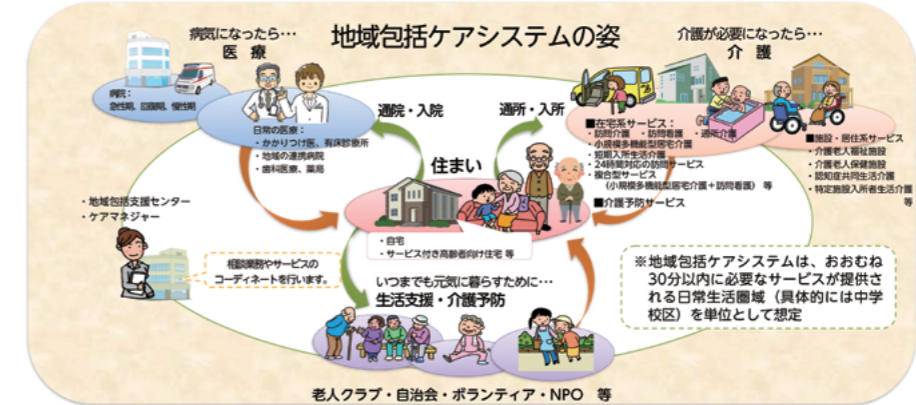 地域包括ケアシステムの姿
病気になったら…
医 療
介護が必要になったら…
介 護
病院：
急性期、回復期、慢性期
日常の医療：
・かかりつけ医、有床診療所
・地域の連携病院
・歯科医療、薬局
通院・入院
通所・入所
■在宅系サービス：
・訪問介護 ・訪問看護 ・通所介護
・小規模多機能型居宅介護
・短期入所生活介護
・24時間対応の訪問サービス
・複合型サービス
（小規模多機能型居宅介護＋訪問看護） 等
■介護予防サービス
■施設・居住系サービス
・介護老人福祉施設
・介護老人保健施設
・認知症共同生活介護
・特定施設入所者生活介護
等
住まい
・自宅
・サービス付き高齢者向け住宅 等
・地域包括支援センター
・ケアマネジャー
相談業務やサービスの
コーディネートを行います。
いつまでも元気に暮らすために…
生活支援・介護予防
※地域包括ケアシステムは、おおむね
30分以内に必要なサービスが提供さ
れる日常生活圏域（具体的には中学
校区）を単位として想定
老人クラブ・自治会・ボランティア・NPO 等